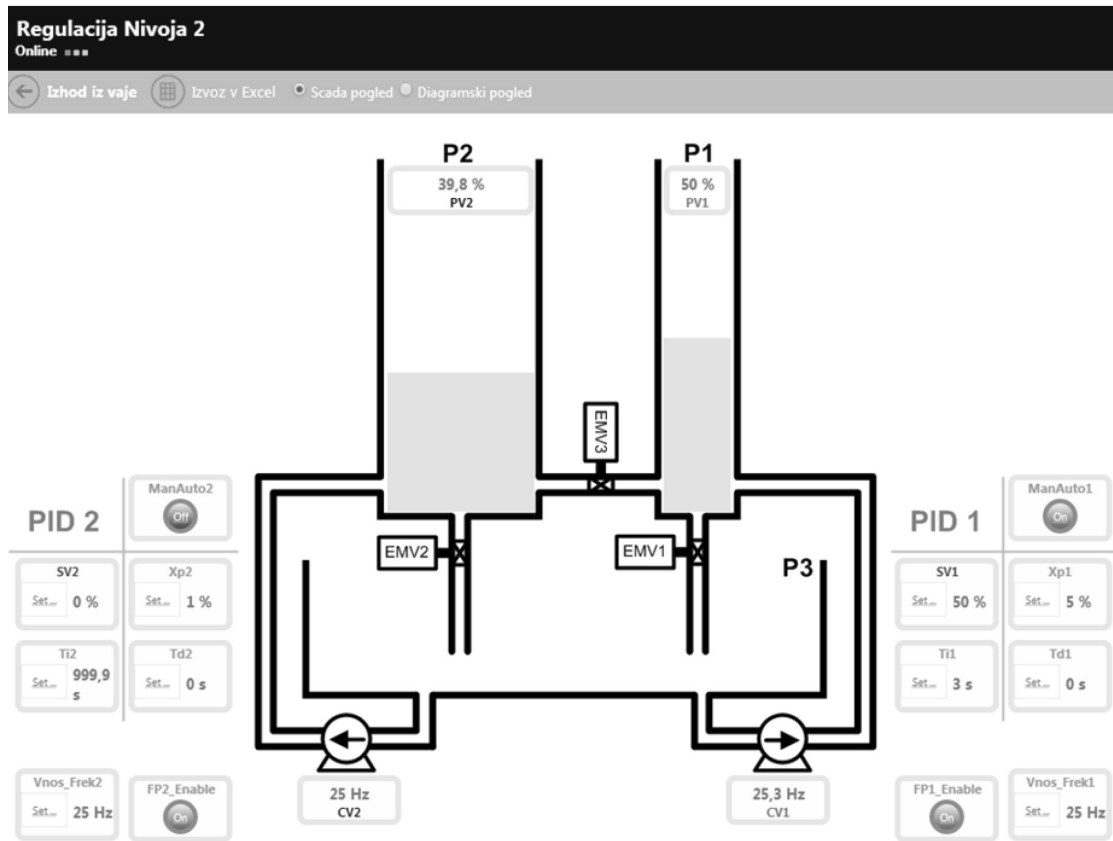 Regulacija Nivoja 2
Online
Izhod iz vaje Izvoz v Excel Scada pogled Diagramski pogled
P2
39,8 %
PV2
P1
50 %
PV1
EMV3
EMV2
EMV1
P3
PID 2
ManAuto2
Off
SV2
Set... 0 %
Xp2
Set... 1 %
Ti2
Set... 999,9
s
Td2
Set... 0 s
Vnos_Frek2
Set... 25 Hz
FP2_Enable
On
25 Hz
CV2
PID 1
ManAuto1
On
SV1
Set... 50 %
Xp1
Set... 5 %
Ti1
Set... 3 s
Td1
Set... 0 s
25,3 Hz
CV1
FP1_Enable
On
Vnos_Frek1
Set... 25 Hz